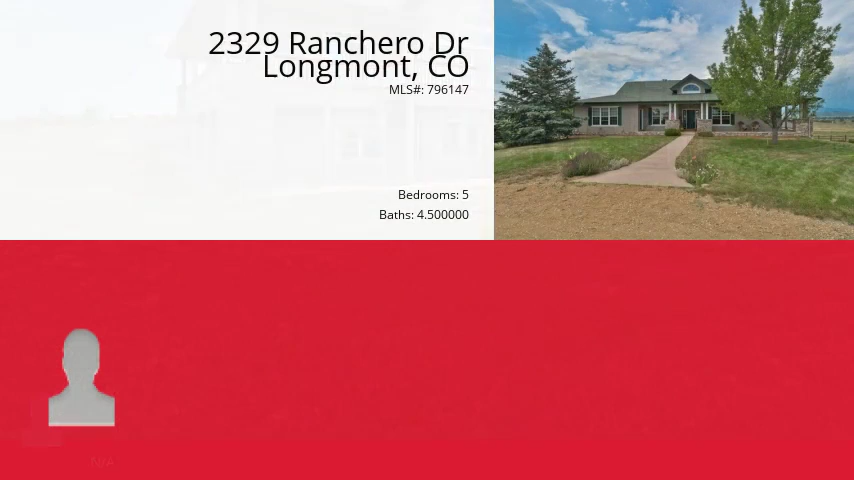 2329 Ranchero Dr
Longmont, CO
MLS#: 796147
Bedrooms: 5
Baths: 4.500000
N/A